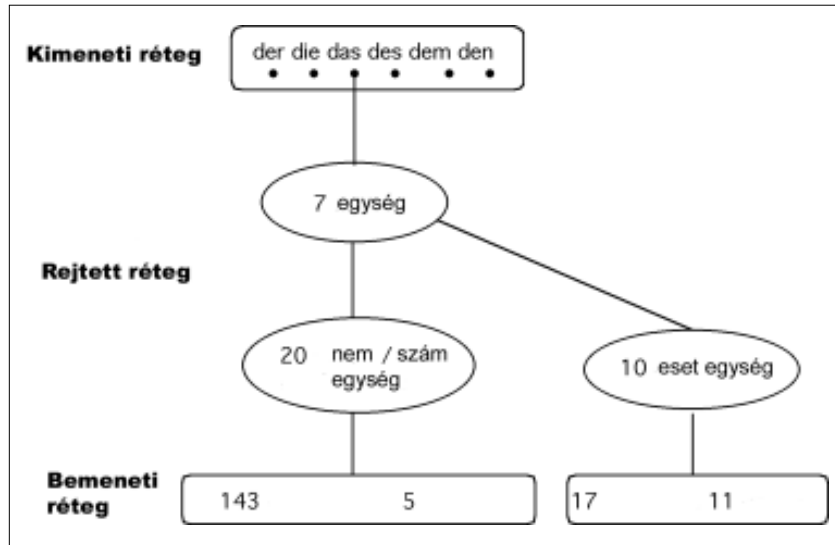 Kimeneti réteg
der die das des dem den
7 egység
Rejtett réteg
20 nem / szám
egység
10 eset egység
Bemeneti
réteg
143 5
17 11